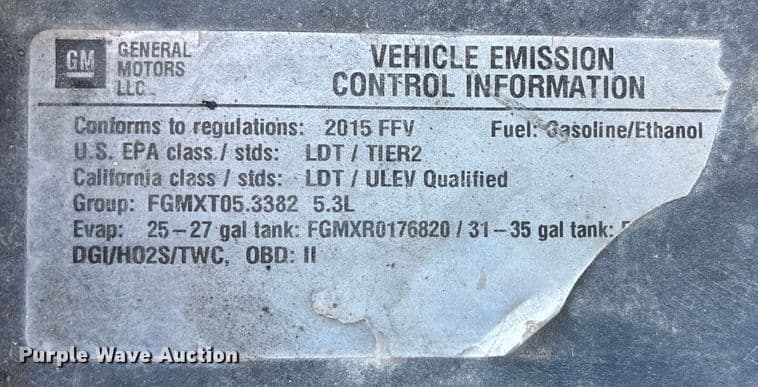 GM GENERAL MOTORS LLC
VEHICLE EMISSION
CONTROL INFORMATION
Conforms to regulations: 2015 FFV Fuel: Gasoline/Ethanol
U.S. EPA class / stds: LDT / TIER2
California class / stds: LDT / ULEV Qualified
Group: FGMXT05.3382 5.3L
Evap: 25-27 gal tank: FGMXR0176820 / 31-35 gal tank:
DGI/HO2S/TWC, OBD: II
Purple Wave Auction